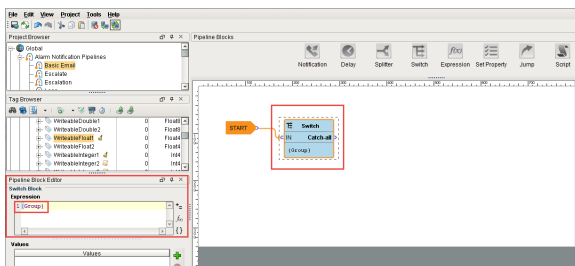 File Edit View Project Tools Help
Project Browser
Global
Alarm Notification Pipelines
Basic Email
Escalate
Escalation
Tag Browser
WriteableDouble1 0 Float8
WriteableDouble2 0 Float8
WriteableFloat1 0 Float4
WriteableFloat2 0 Float4
WriteableInteger1 0 Int4
WriteableInteger2 0 Int4
Pipeline Block Editor
Switch Block
Expression
1 {Group}
f(x)
{}
Values
Values
Pipeline Blocks
Notification Delay Splitter Switch Expression Set Property Jump Script
START
Switch
IN Catch-all
{Group}